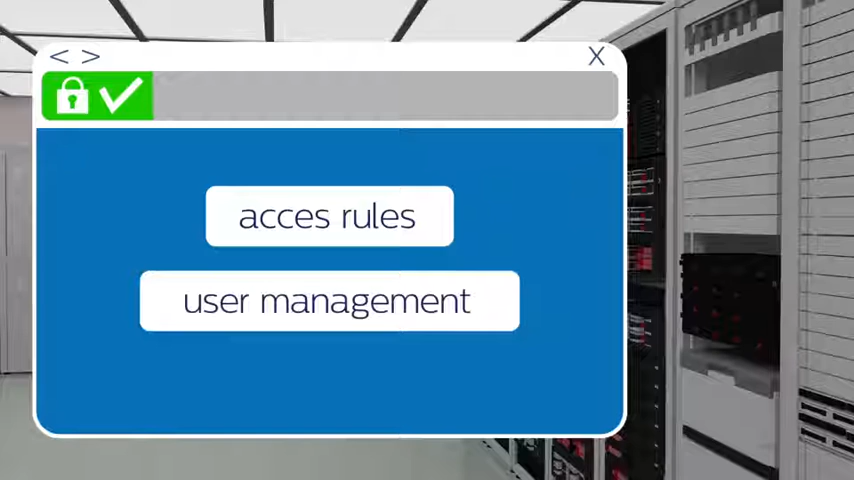 < > X
acces rules
user management